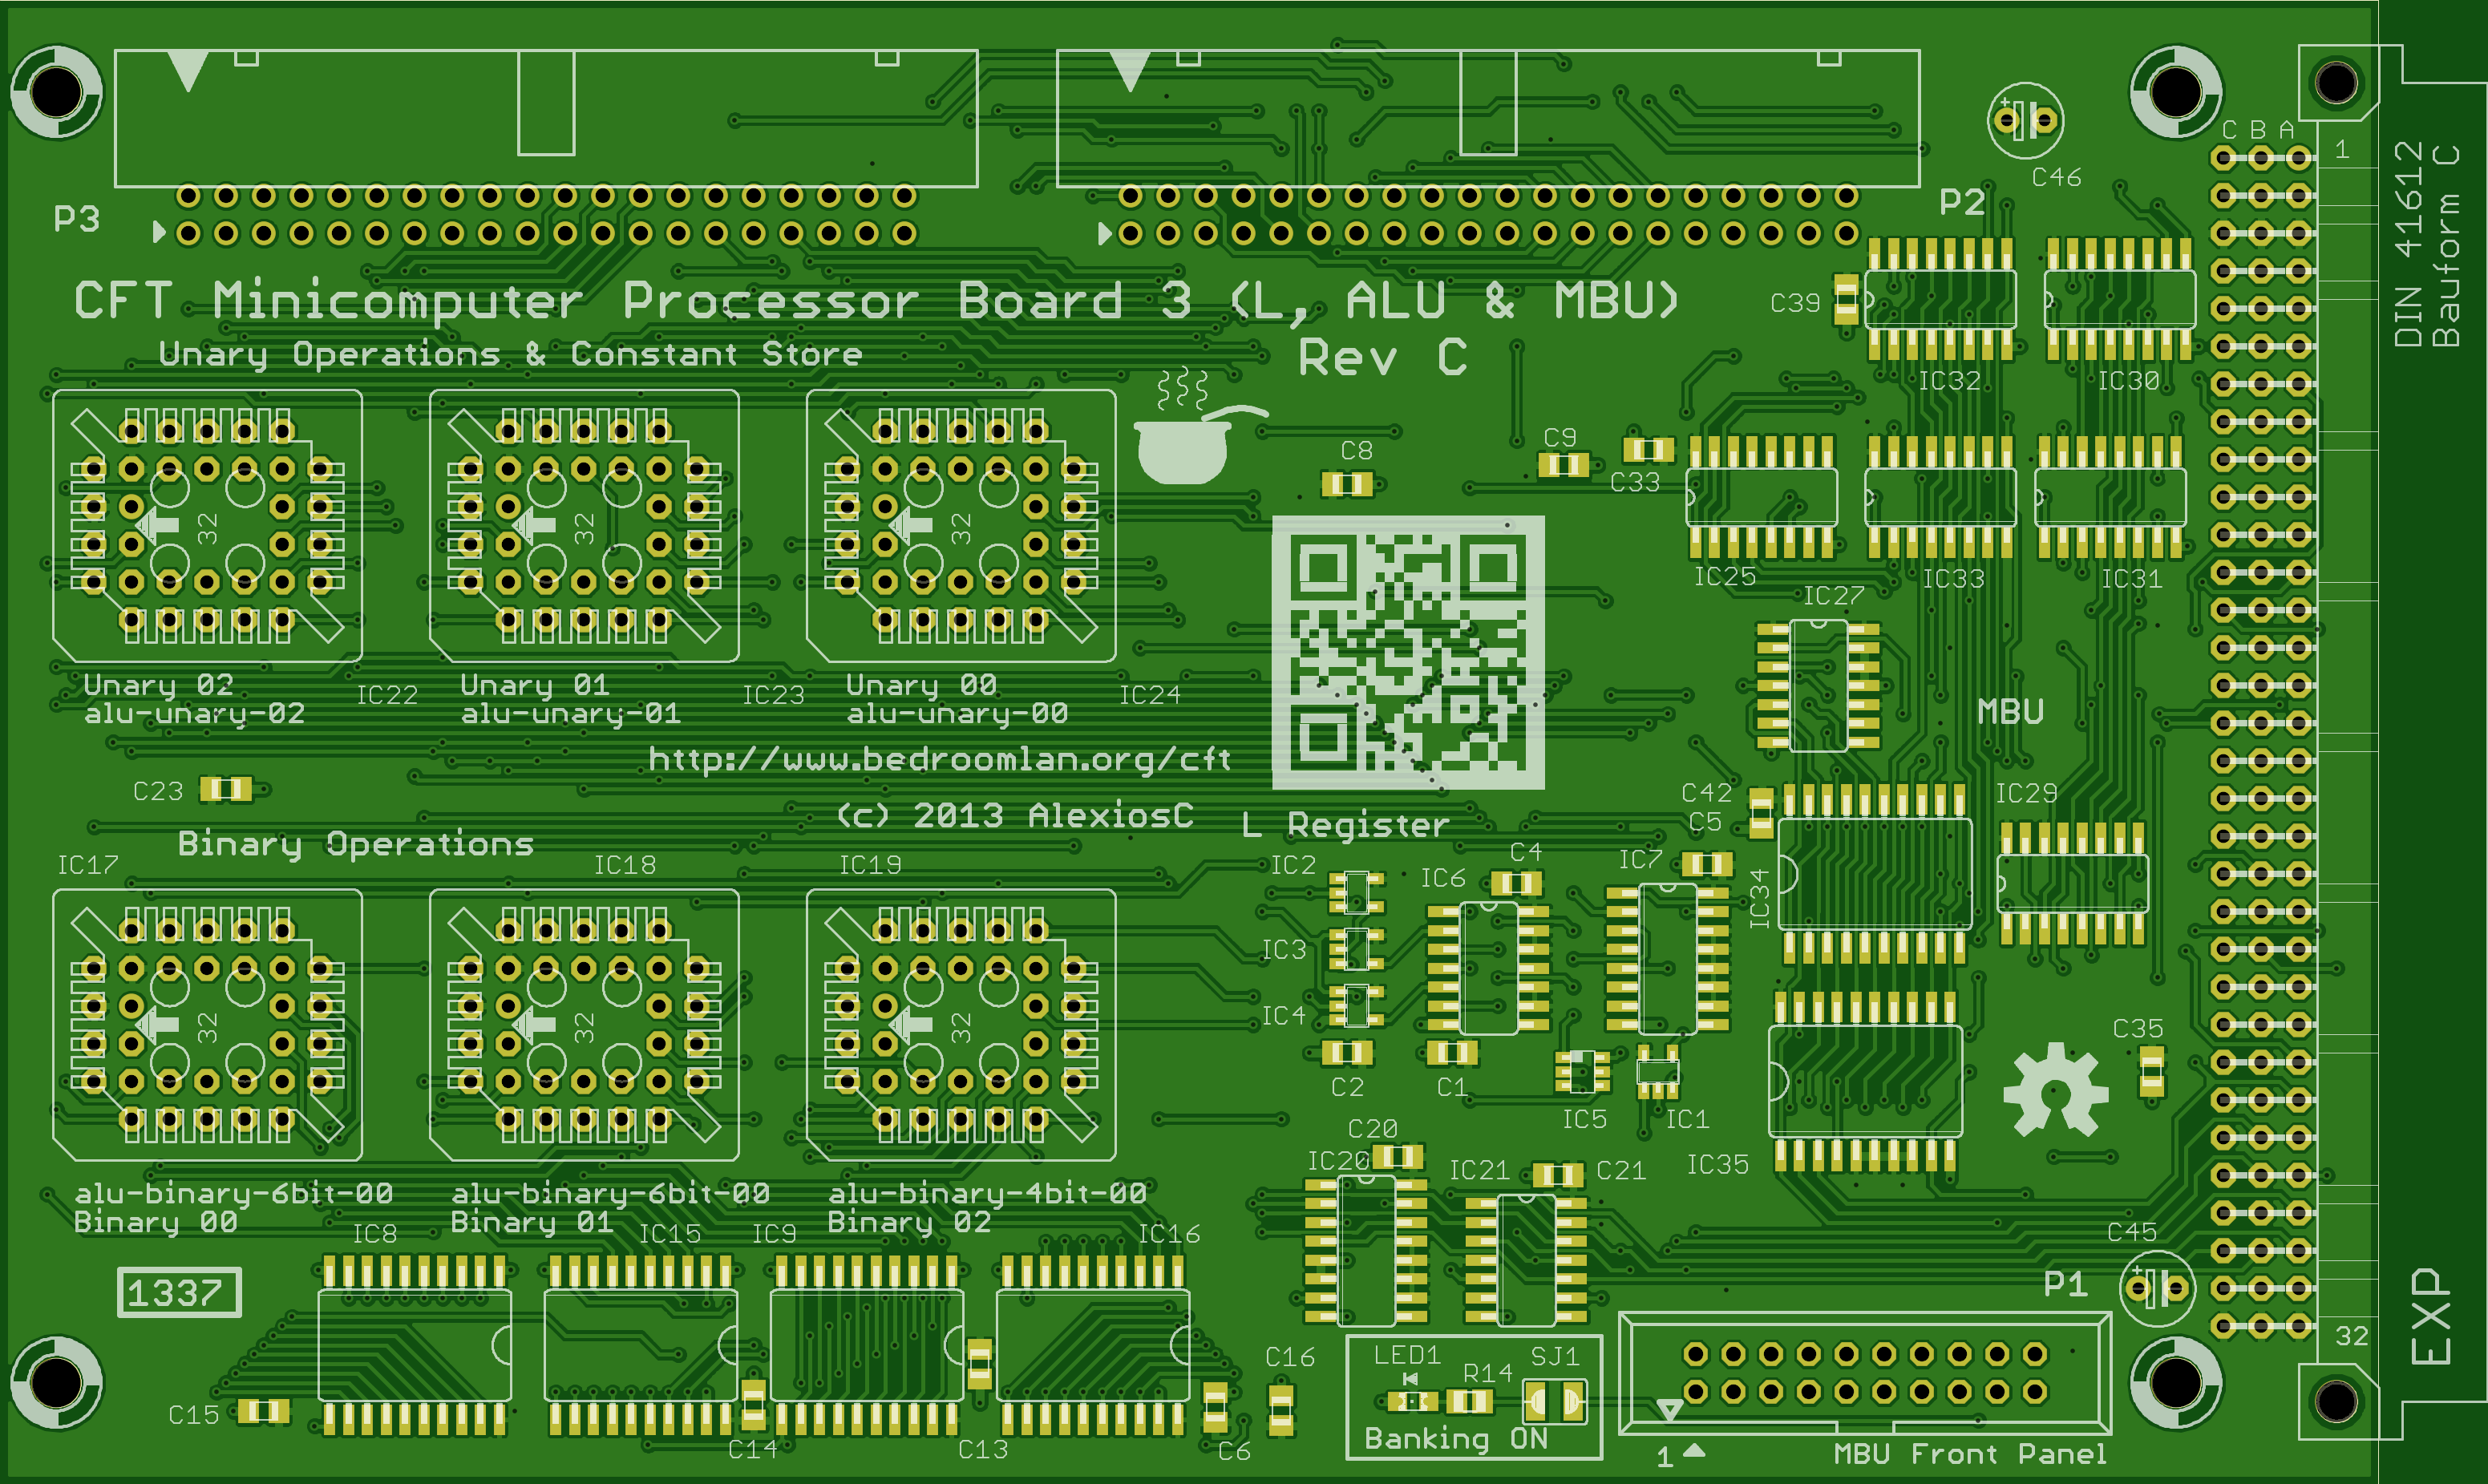 C B A
1
DIN 41612
Bauform C
C46
P3
P2
CFT Minicomputer Processor Board 3 (L, ALU & MBU)
C39
Unary Operations & Constant Store
Rev C
IC32
IC30
C8
C9
C33
32
32
32
IC25
IC33
IC31
IC27
Unary 02
alu-unary-02
IC22
Unary 01
alu-unary-01
IC23
Unary 00
alu-unary-00
IC24
MBU
http://www.bedroomlan.org/cft
C23
C42
C5
IC29
(c) 2013 AlexiosC
L Register
Binary Operations
IC17
IC18
IC19
IC2
IC6
C4
IC7
IC34
IC3
IC4
32
32
32
C35
C2
C1
IC5
IC1
C20
IC20
IC21
C21
IC35
alu-binary-6bit-00
Binary 00
alu-binary-6bit-00
Binary 01
alu-binary-4bit-00
Binary 02
IC8
IC15
IC9
IC16
C45
1337
P1
EXP
32
C16
LED1
R14
SJ1
C15
C14
C13
C6
Banking ON
1
MBU Front Panel